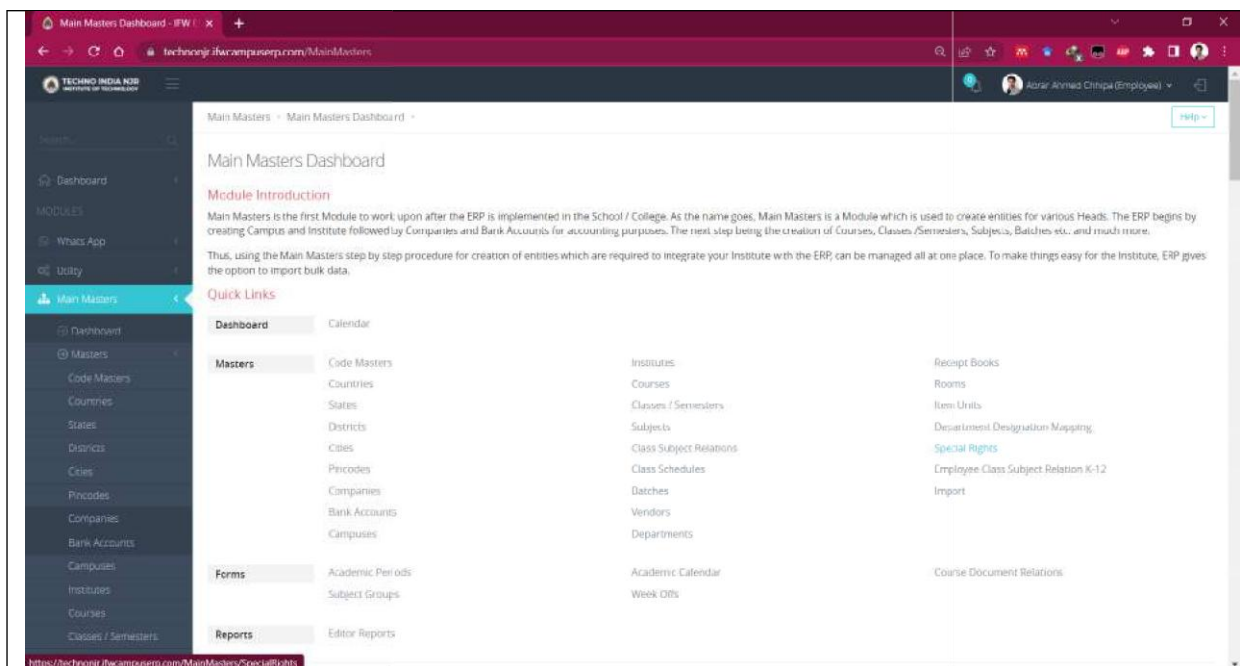 Main Masters Dashboard - IFW
technonjr.ifwcampuserp.com/MainMasters
TECHNO INDIA NJR
INSTITUTE OF TECHNOLOGY
0
Abrar Ahmed Chhipa (Employee)
Search...
Main Masters
Main Masters Dashboard
Help
Main Masters Dashboard
Module Introduction
Main Masters is the first Module to work upon after the ERP is implemented in the School / College. As the name goes, Main Masters is a Module which is used to create entities for various Heads. The ERP begins by
creating Campus and Institute followed by Companies and Bank Accounts for accounting purposes. The next step being the creation of Courses, Classes /Semesters, Subjects, Batches etc. and much more.
Thus, using the Main Masters step by step procedure for creation of entities which are required to integrate your Institute with the ERP, can be managed all at one place. To make things easy for the Institute, ERP gives
the option to import bulk data.
Quick Links
Dashboard Calendar
Masters Code Masters Institutes Receipt Books
Countries Courses Rooms
States Classes / Semesters Item Units
Districts Subjects Department Designation Mapping
Cities Class Subject Relations Special Rights
Pincodes Class Schedules Employee Class Subject Relation K-12
Companies Batches Import
Bank Accounts Vendors
Campuses Departments
Forms Academic Periods Academic Calendar Course Document Relations
Subject Groups Week Offs
Reports Editor Reports
Dashboard
MODULES
Whats App
Utility
Main Masters
Dashboard
Masters
Code Masters
Countries
States
Districts
Cities
Pincodes
Companies
Bank Accounts
Campuses
Institutes
Courses
Classes / Semesters
https://technonjr.ifwcampuserp.com/MainMasters/SpecialRights